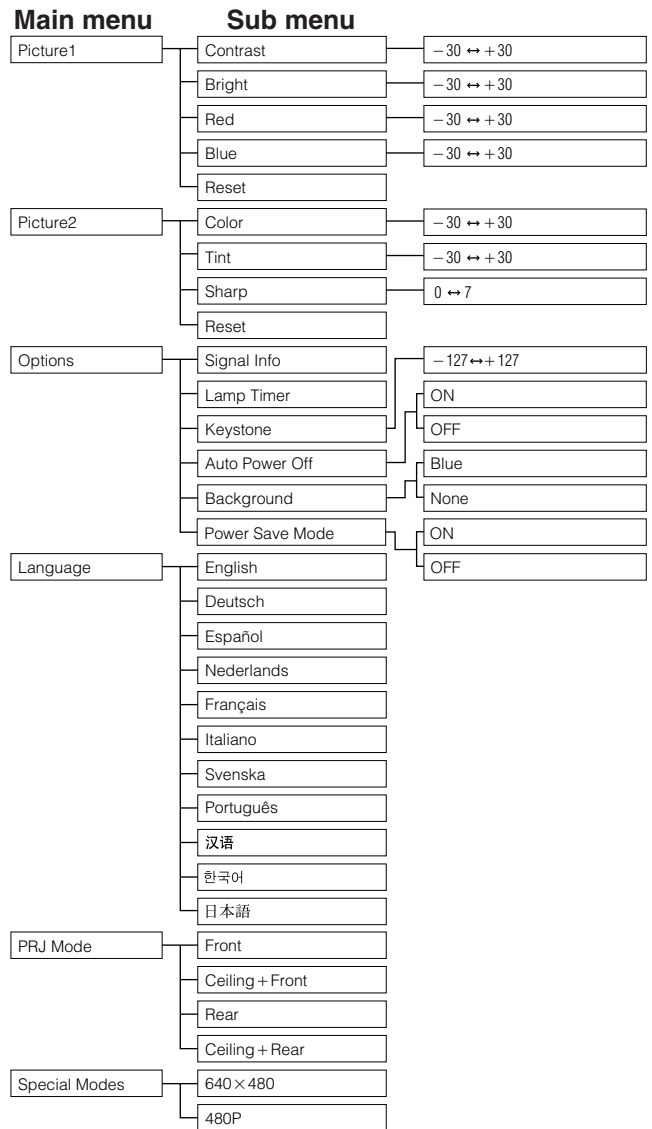 Main menu Sub menu
Picture1 Contrast −30 ↔ +30
Bright −30 ↔ +30
Red −30 ↔ +30
Blue −30 ↔ +30
Reset
Picture2 Color −30 ↔ +30
Tint −30 ↔ +30
Sharp 0 ↔ 7
Reset
Options Signal Info −127 ↔ +127
Lamp Timer ON
Keystone OFF
Auto Power Off Blue
Background None
Power Save Mode ON
Language English OFF
Deutsch
Español
Nederlands
Français
Italiano
Svenska
Português
汉语
한국어
日本語
PRJ Mode Front
Ceiling+Front
Rear
Ceiling+Rear
Special Modes 640×480
480P